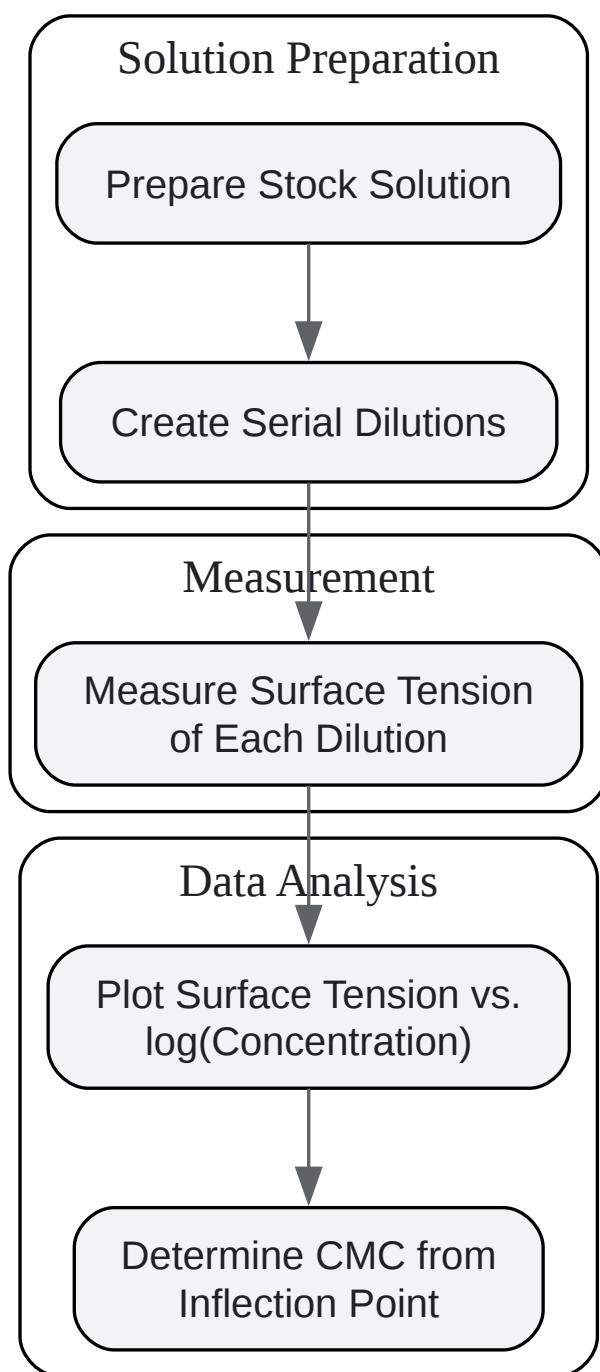 Solution Preparation
Prepare Stock Solution
Create Serial Dilutions
Measurement
Measure Surface Tension
of Each Dilution
Data Analysis
Plot Surface Tension vs.
log(Concentration)
Determine CMC from
Inflection Point